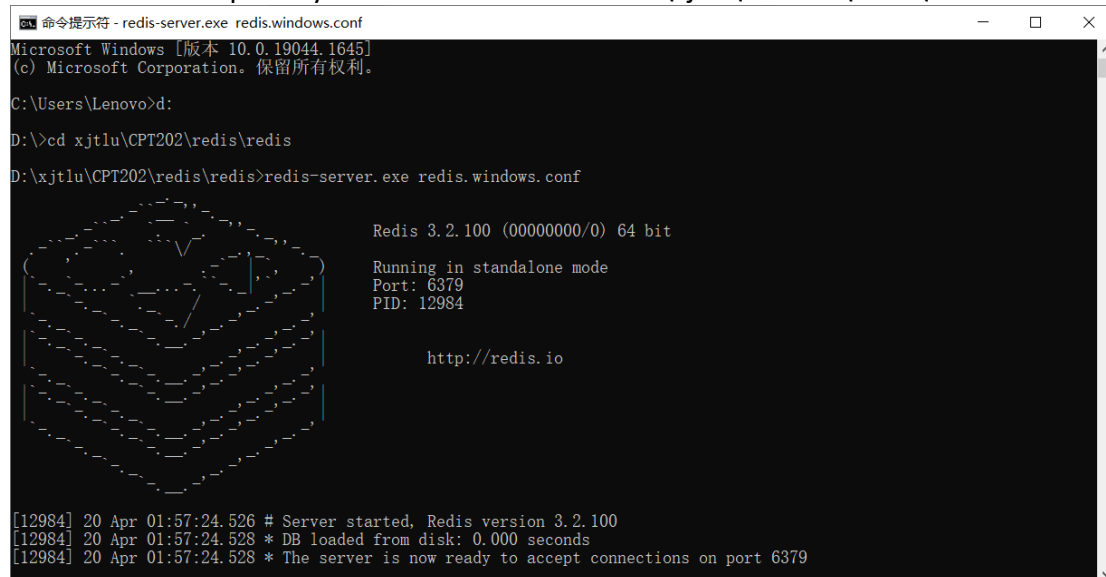 命令提示符 - redis-server.exe redis.windows.conf
Microsoft Windows [版本 10.0.19044.1645]
(c) Microsoft Corporation。保留所有权利。
C:\Users\Lenovo>d:
D:\>cd xjtlu\CPT202\redis\redis
D:\xjtlu\CPT202\redis\redis>redis-server.exe redis.windows.conf
Redis 3.2.100 (00000000/0) 64 bit
Running in standalone mode
Port: 6379
PID: 12984
http://redis.io
[12984] 20 Apr 01:57:24.526 # Server started, Redis version 3.2.100
[12984] 20 Apr 01:57:24.528 * DB loaded from disk: 0.000 seconds
[12984] 20 Apr 01:57:24.528 * The server is now ready to accept connections on port 6379